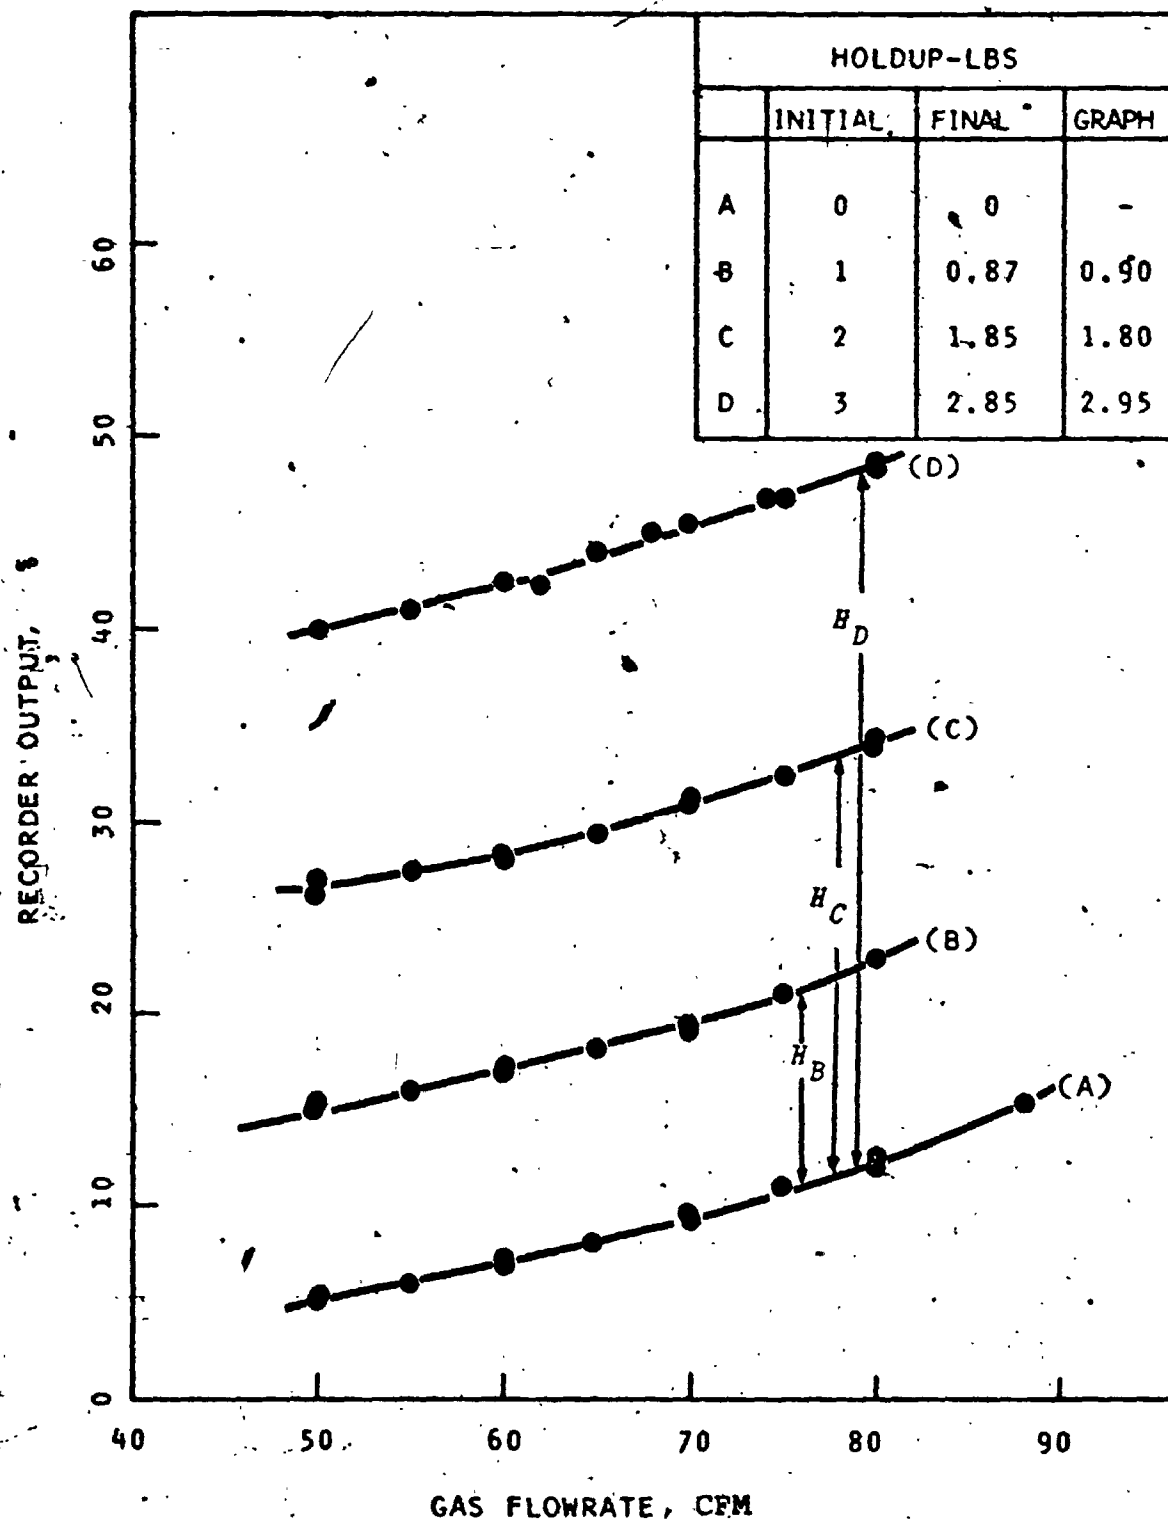 HOLDUP-LBS
INITIAL FINAL GRAPH
A 0 0 -
B 1 0.87 0.90
C 2 1.85 1.80
D 3 2.85 2.95
60
50
40
30
20
10
0
RECORDER OUTPUT, %
(D)
(C)
(B)
(A)
H_D
H_C
H_B
40 50 60 70 80 90
GAS FLOWRATE, CFM